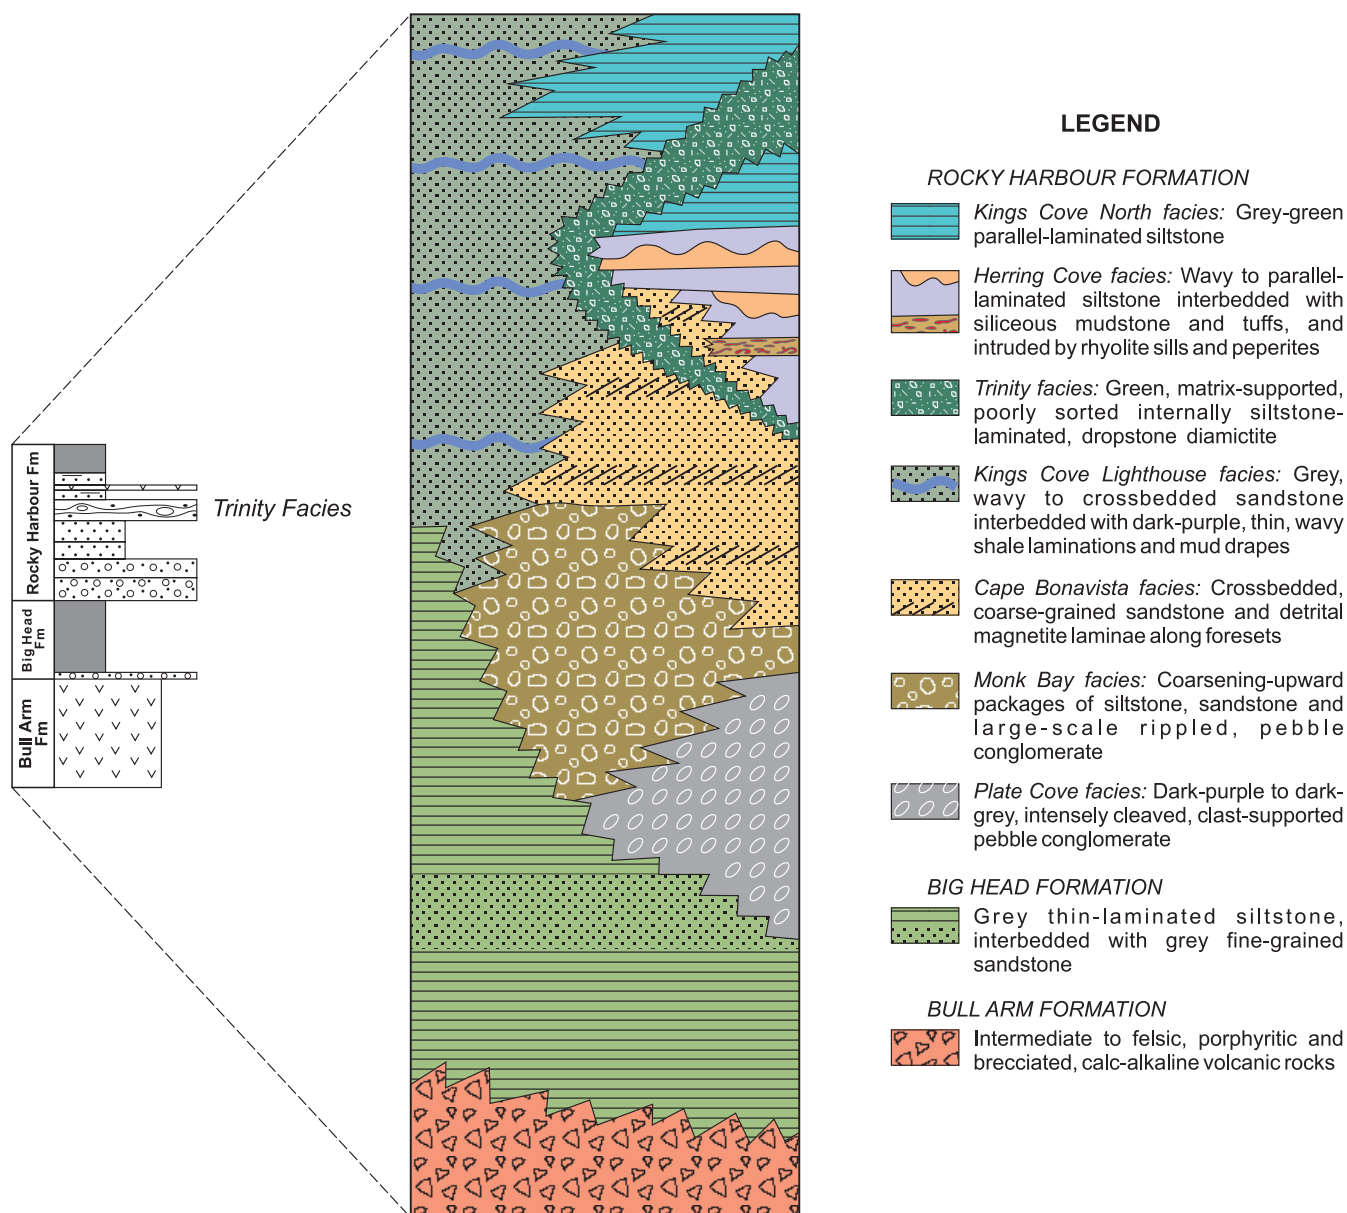 Rocky Harbour Fm
Big Head
Fm
Bull Arm
Fm
Trinity Facies
LEGEND
ROCKY HARBOUR FORMATION
Kings Cove North facies: Grey-green
parallel-laminated siltstone
Herring Cove facies: Wavy to parallel-
laminated siltstone interbedded with
siliceous mudstone and tuffs, and
intruded by rhyolite sills and peperites
Trinity facies: Green, matrix-supported,
poorly sorted internally siltstone-
laminated, dropstone diamictite
Kings Cove Lighthouse facies: Grey,
wavy to crossbedded sandstone
interbedded with dark-purple, thin, wavy
shale laminations and mud drapes
Cape Bonavista facies: Crossbedded,
coarse-grained sandstone and detrital
magnetite laminae along foresets
Monk Bay facies: Coarsening-upward
packages of siltstone, sandstone and
large-scale rippled, pebble
conglomerate
Plate Cove facies: Dark-purple to dark-
grey, intensely cleaved, clast-supported
pebble conglomerate
BIG HEAD FORMATION
Grey thin-laminated siltstone,
interbedded with grey fine-grained
sandstone
BULL ARM FORMATION
Intermediate to felsic, porphyritic and
brecciated, calc-alkaline volcanic rocks